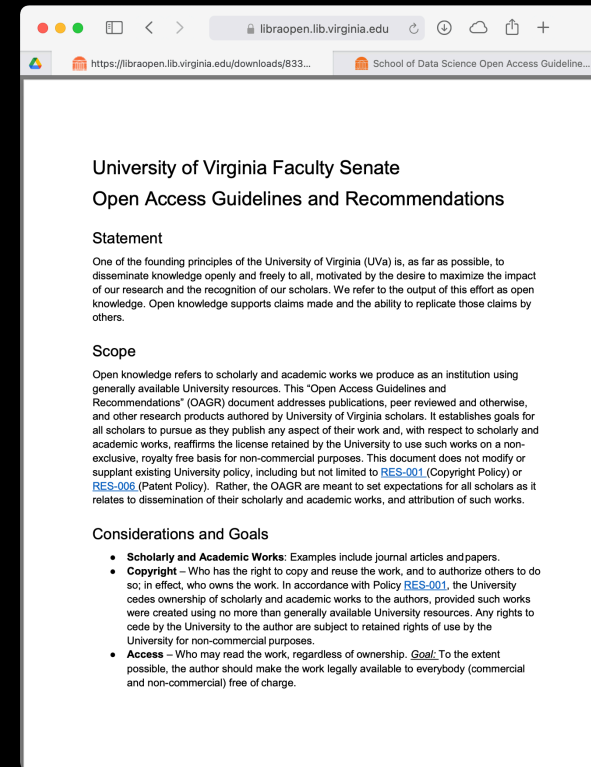 libraopen.lib.virginia.edu
https://libraopen.lib.virginia.edu/downloads/833...
School of Data Science Open Access Guideline...
University of Virginia Faculty Senate
Open Access Guidelines and Recommendations
Statement
One of the founding principles of the University of Virginia (UVa) is, as far as possible, to
disseminate knowledge openly and freely to all, motivated by the desire to maximize the impact
of our research and the recognition of our scholars. We refer to the output of this effort as open
knowledge. Open knowledge supports claims made and the ability to replicate those claims by
others.
Scope
Open knowledge refers to scholarly and academic works we produce as an institution using
generally available University resources. This “Open Access Guidelines and
Recommendations” (OAGR) document addresses publications, peer reviewed and otherwise,
and other research products authored by University of Virginia scholars. It establishes goals for
all scholars to pursue as they publish any aspect of their work and, with respect to scholarly and
academic works, reaffirms the license retained by the University to use such works on a non-
exclusive, royalty free basis for non-commercial purposes. This document does not modify or
supplant existing University policy, including but not limited to RES-001 (Copyright Policy) or
RES-006 (Patent Policy). Rather, the OAGR are meant to set expectations for all scholars as it
relates to dissemination of their scholarly and academic works, and attribution of such works.
Considerations and Goals
● Scholarly and Academic Works: Examples include journal articles andpapers.
● Copyright – Who has the right to copy and reuse the work, and to authorize others to do
so; in effect, who owns the work. In accordance with Policy RES-001, the University
cedes ownership of scholarly and academic works to the authors, provided such works
were created using no more than generally available University resources. Any rights to
cede by the University to the author are subject to retained rights of use by the
University for non-commercial purposes.
● Access – Who may read the work, regardless of ownership. Goal: To the extent
possible, the author should make the work legally available to everybody (commercial
and non-commercial) free of charge.